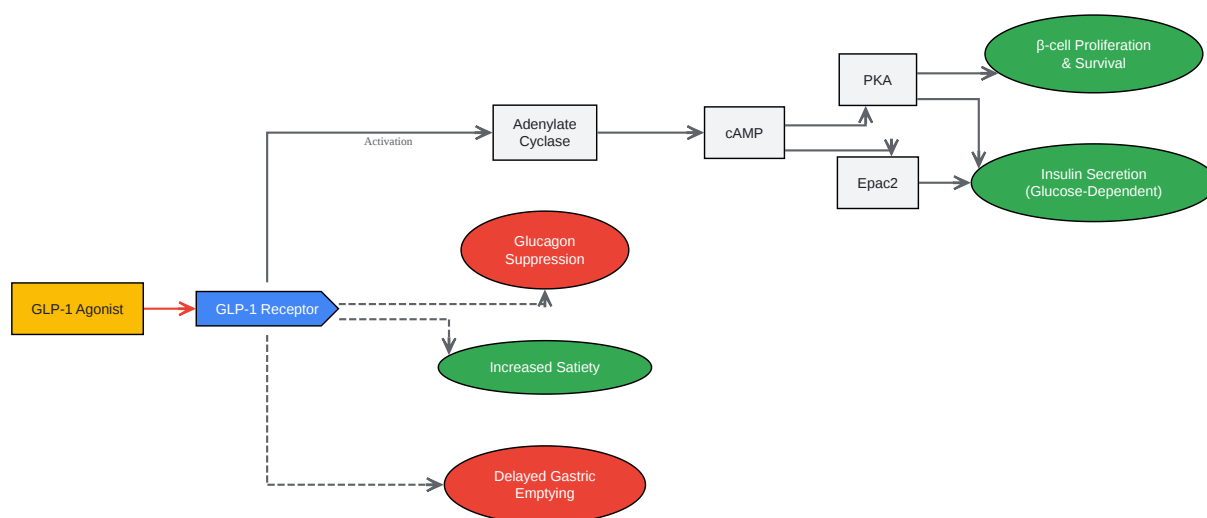 β-cell Proliferation
& Survival
PKA
Adenylate
Cyclase
cAMP
Activation
Epac2
Insulin Secretion
(Glucose-Dependent)
Glucagon
Suppression
GLP-1 Agonist
GLP-1 Receptor
Increased Satiety
Delayed Gastric
Emptying